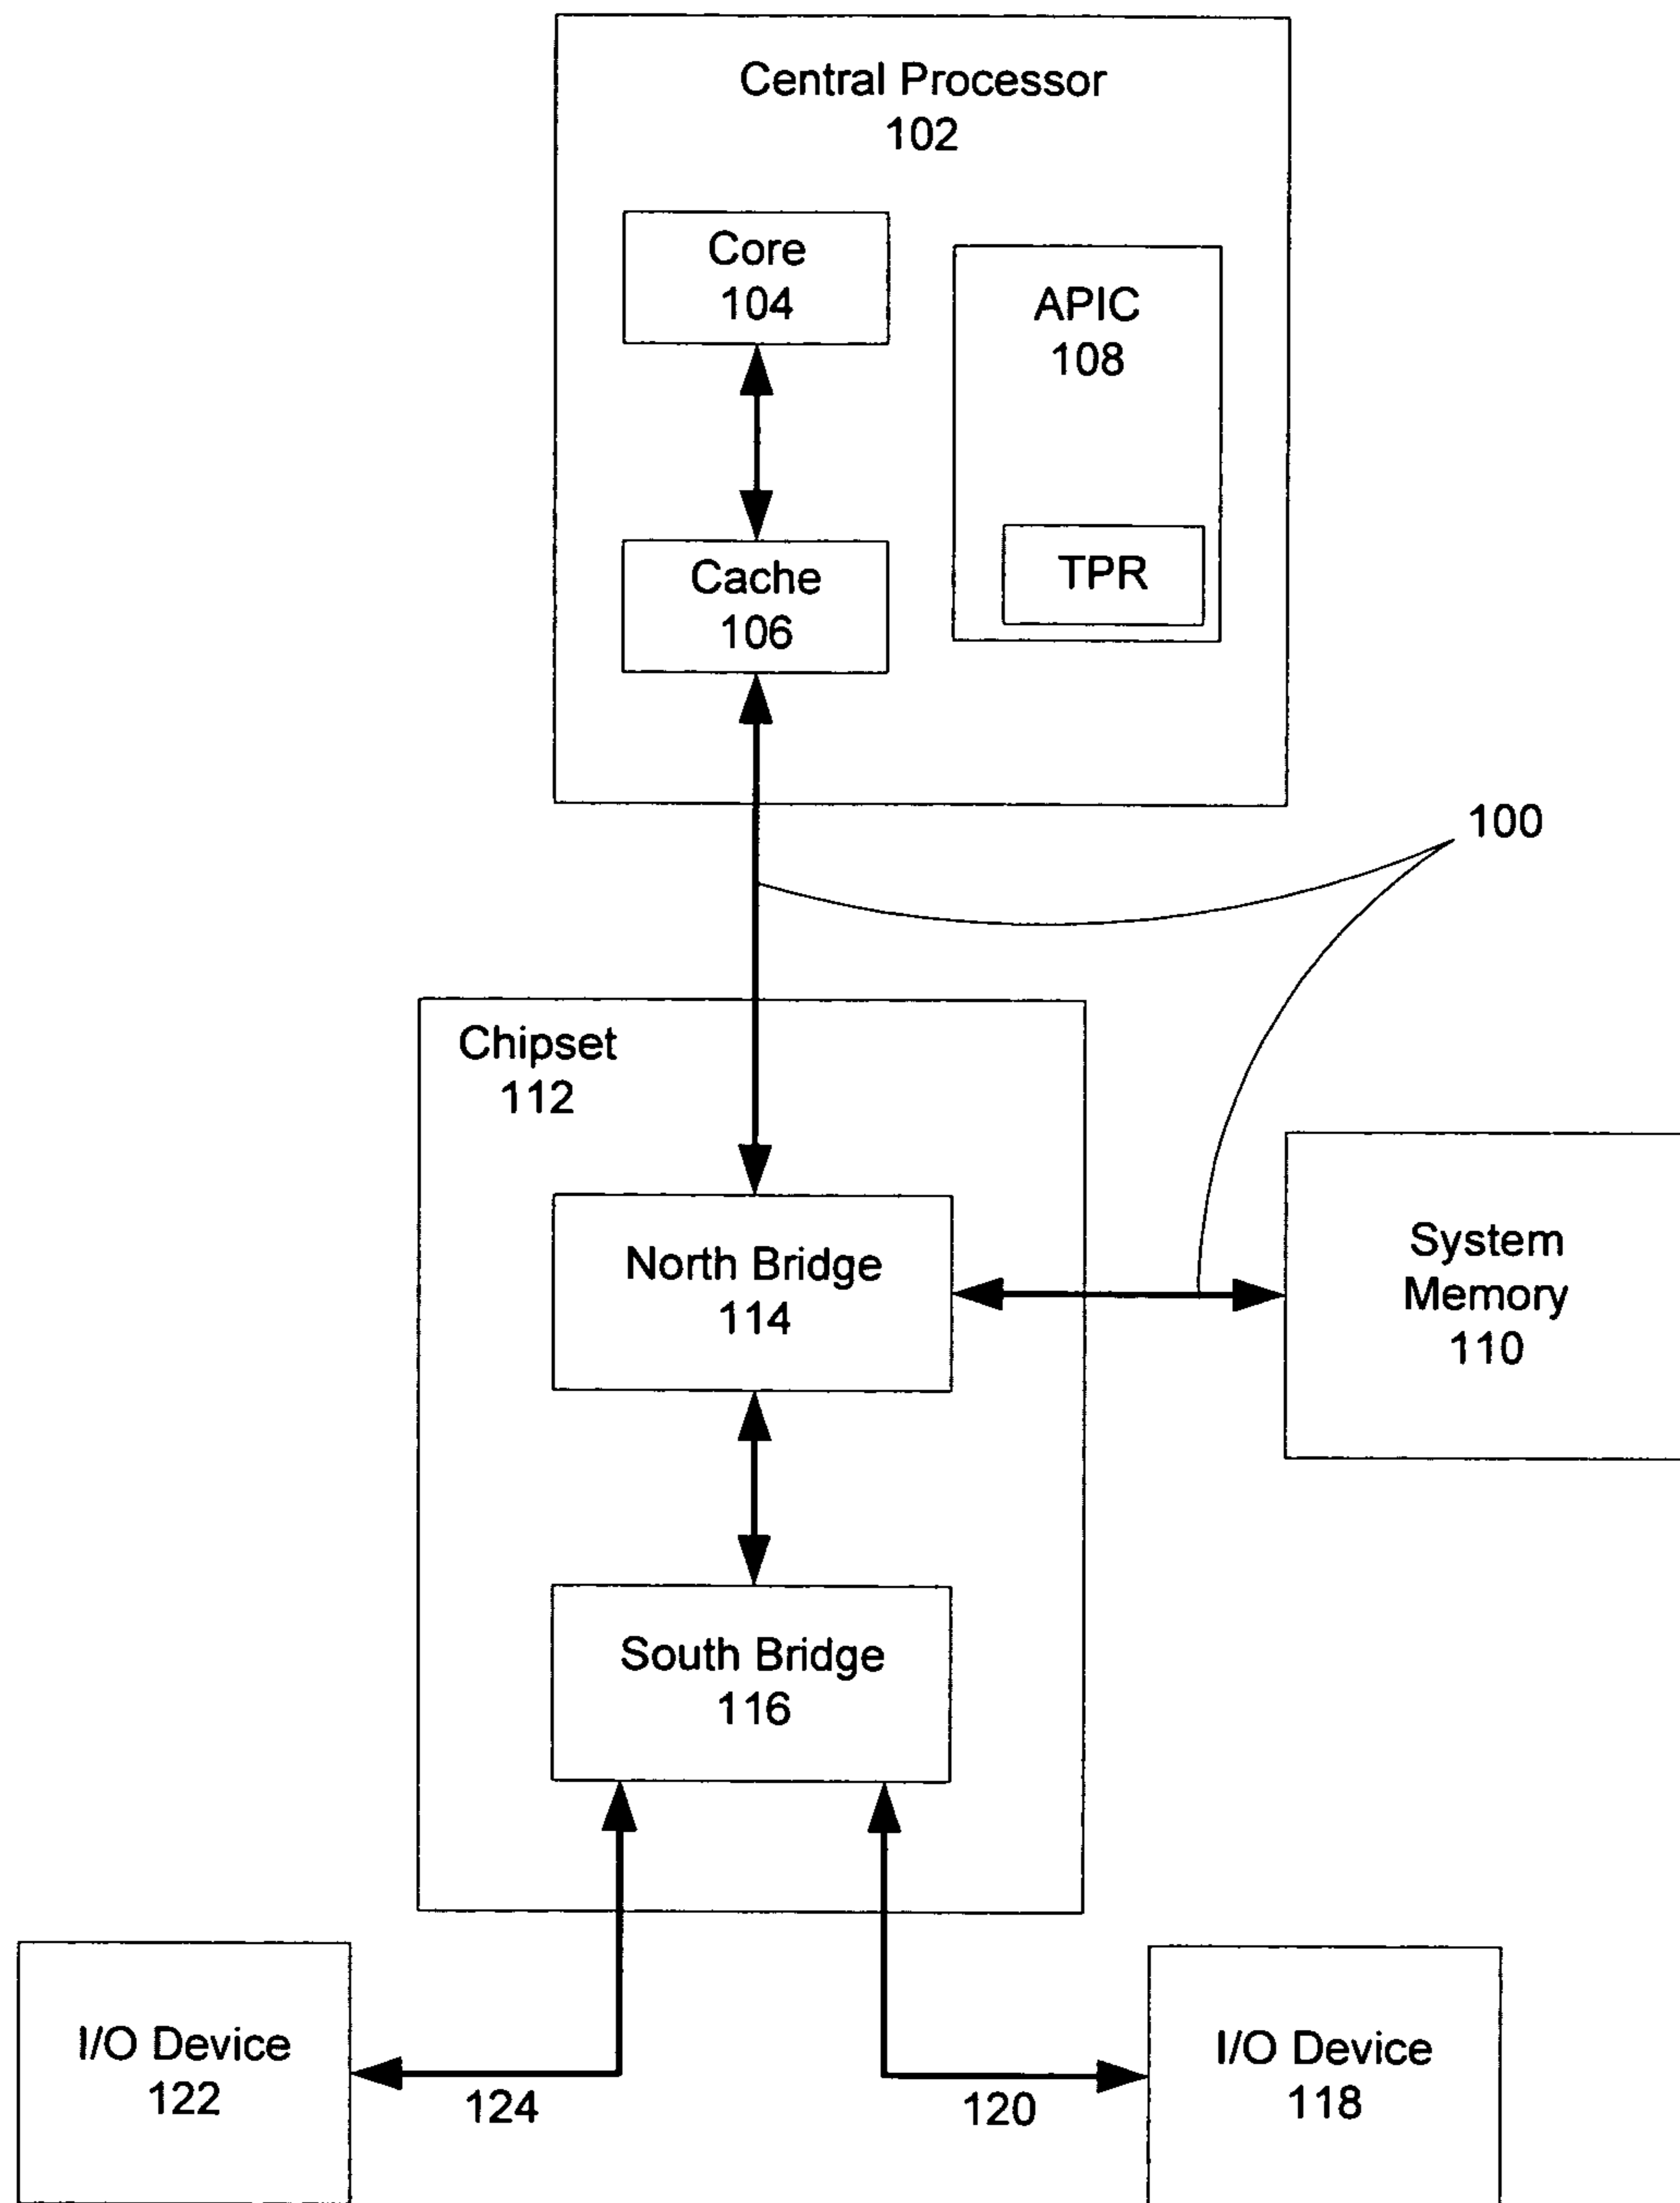 Central Processor
102
Core
104
APIC
108
TPR
Cache
106
100
Chipset
112
North Bridge
114
System
Memory
110
South Bridge
116
I/O Device
122
124
120
I/O Device
118